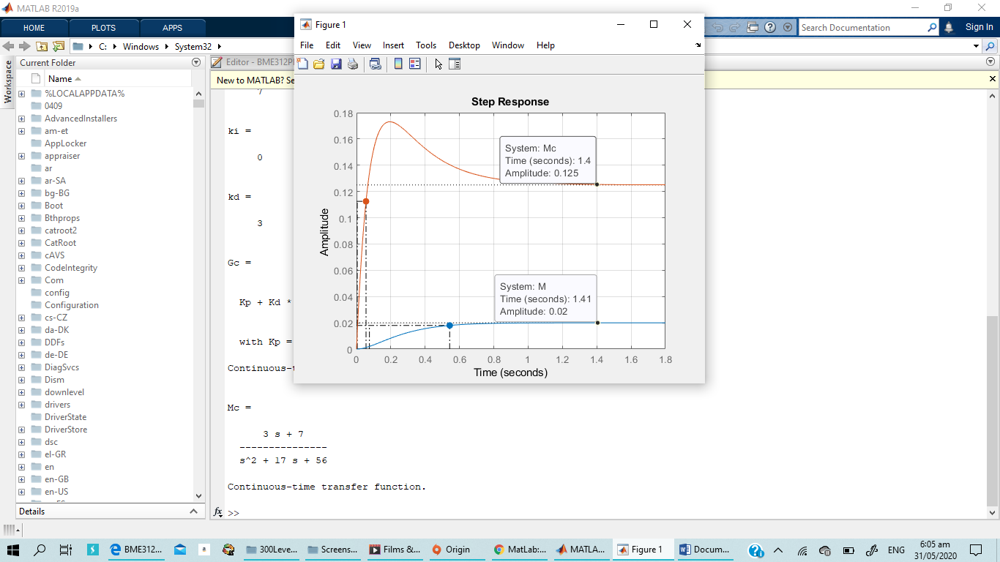 MATLAB R2019a
HOME PLOTS APPS
Search Documentation
Sign In
C: Windows System32
Workspace
Current Folder
Name
%LOCALAPPDATA%
0409
AdvancedInstallers
am-et
AppLocker
appraiser
ar
ar-SA
bg-BG
Boot
Bthprops
catroot2
CatRoot
cAVS
CodeIntegrity
Com
config
Configuration
cs-CZ
da-DK
DDFs
de-DE
DiagSvcs
Dismo
downlevel
drivers
DriverState
DriverStore
dsc
el-GR
en
en-GB
en-US
Details
Editor - BME312P
New to MATLAB? Se
7
ki =
0
kd =
3
Gc =
Kp + Kd *
with Kp =
Continuous-t
Mc =
3 s + 7
---------------
s^2 + 17 s + 56
Continuous-time transfer function.
fx >>
Figure 1
File Edit View Insert Tools Desktop Window Help
Step Response
Amplitude
0.18
0.16
0.14
0.12
0.1
0.08
0.06
0.04
0.02
0
System: Mc
Time (seconds): 1.4
Amplitude: 0.125
System: M
Time (seconds): 1.41
Amplitude: 0.02
0 0.2 0.4 0.6 0.8 1 1.2 1.4 1.6 1.8
Time (seconds)
BME312... 300Leve... Screens... Films &... Origin MatLab:... MATLA... Figure 1 Docum...
ENG
6:05 am
31/05/2020